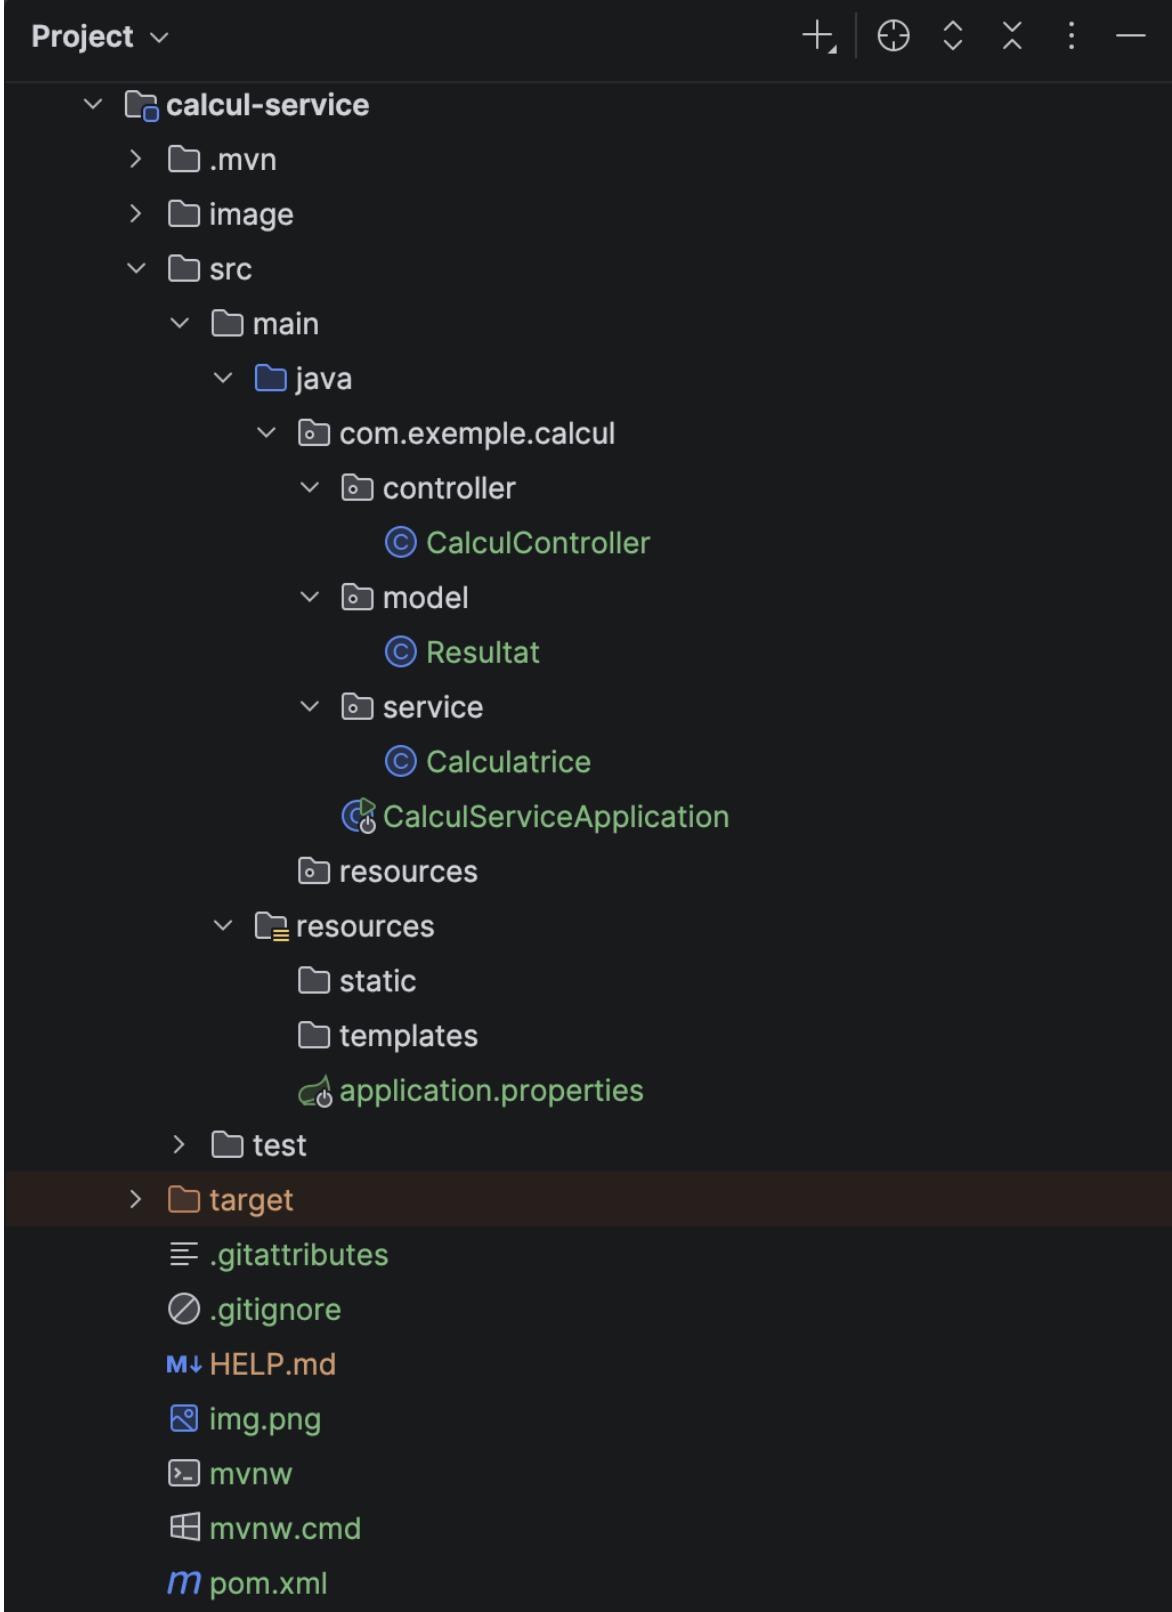 Project
calcul-service
.mvn
image
src
main
java
com.exemple.calcul
controller
CalculController
model
Resultat
service
Calculatrice
CalculServiceApplication
resources
resources
static
templates
application.properties
test
target
.gitattributes
.gitignore
HELP.md
img.png
mvnw
mvnw.cmd
pom.xml